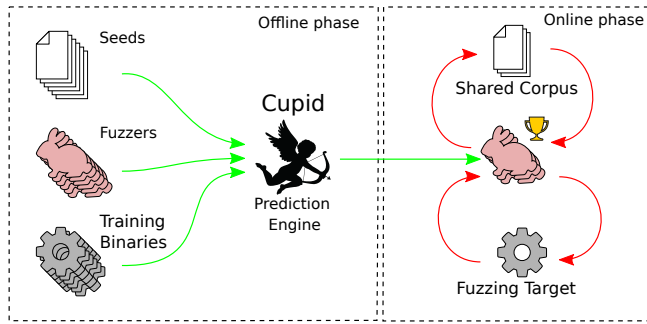 Offline phase
Online phase
Seeds
Shared Corpus
Cupid
Fuzzers
Prediction
Engine
Training
Binaries
Fuzzing Target